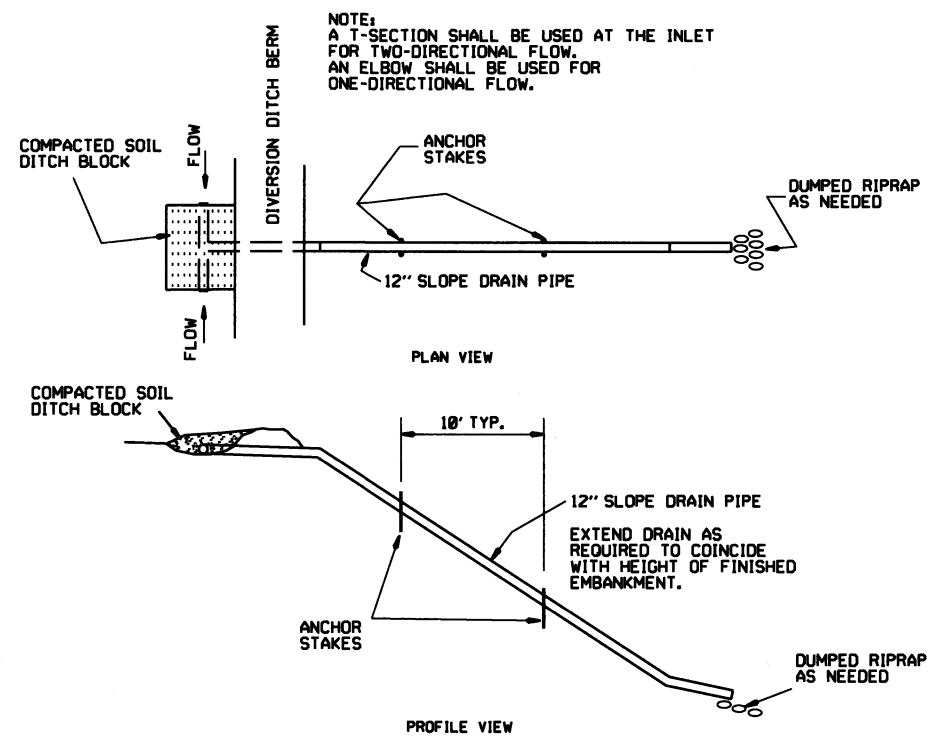 NOTE:
A T-SECTION SHALL BE USED AT THE INLET
FOR TWO-DIRECTIONAL FLOW.
AN ELBOW SHALL BE USED FOR
ONE-DIRECTIONAL FLOW.
DIVERSION DITCH BERM
COMPACTED SOIL
DITCH BLOCK
FLOW
ANCHOR
STAKES
DUMPED RIPRAP
AS NEEDED
12" SLOPE DRAIN PIPE
FLOW
PLAN VIEW
COMPACTED SOIL
DITCH BLOCK
10' TYP.
12" SLOPE DRAIN PIPE
EXTEND DRAIN AS
REQUIRED TO COINCIDE
WITH HEIGHT OF FINISHED
EMBANKMENT.
ANCHOR
STAKES
DUMPED RIPRAP
AS NEEDED
PROFILE VIEW